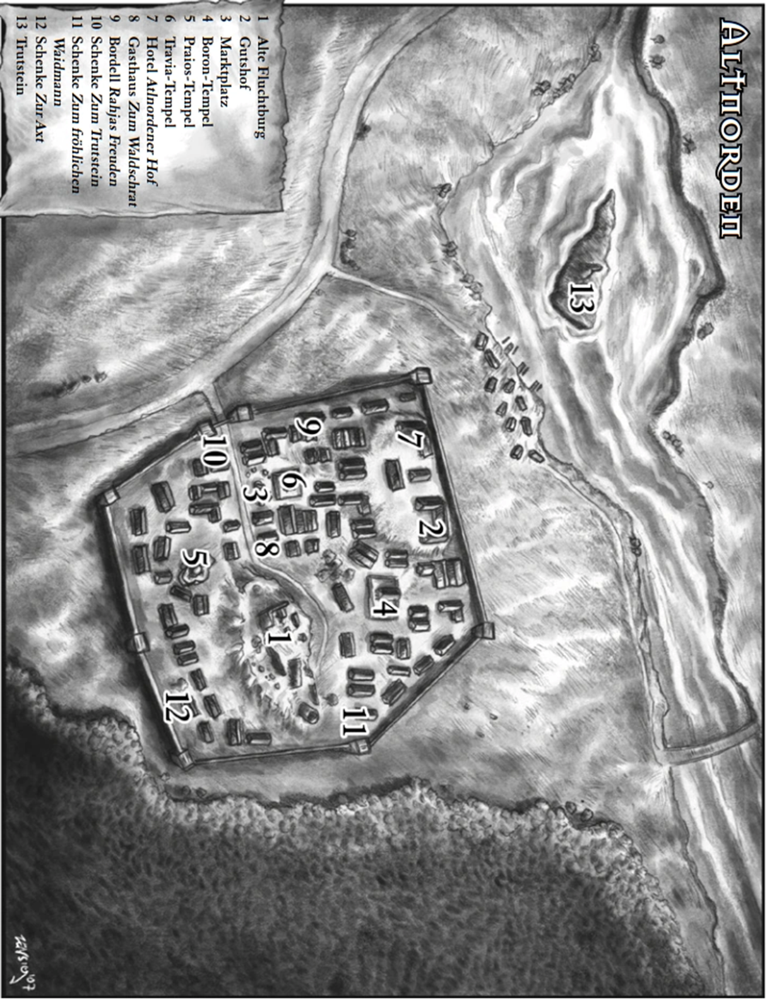 ALTNORDEN
1 Alte Fluchtburg
2 Gutshof
3 Marktplatz
4 Boron-Tempel
5 Praios-Tempel
6 Travia-Tempel
7 Hotel Atlnordener Hof
8 Gasthaus Zum Waldschrat
9 Bordell Rahjas Freuden
10 Schenke Zum Trutstein
11 Schenke Zum fröhlichen
Waidmann
12 Schenke Zur Axt
13 Trutstein
13
7
2
11
4
9
6
3
8
1
10
5
12